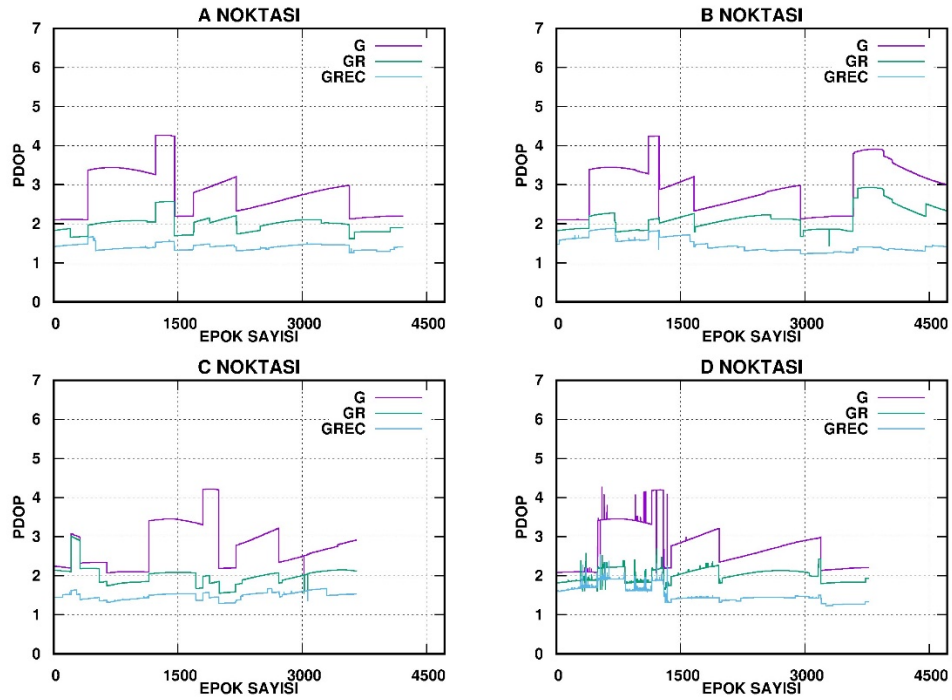 A NOKTASI
7
6
5
4
3
2
1
0
PDOP
G
GR
GREC
0 1500 3000 4500
EPOK SAYISI
B NOKTASI
7
6
5
4
3
2
1
0
PDOP
G
GR
GREC
0 1500 3000 4500
EPOK SAYISI
C NOKTASI
7
6
5
4
3
2
1
0
PDOP
G
GR
GREC
0 1500 3000 4500
EPOK SAYISI
D NOKTASI
7
6
5
4
3
2
1
0
PDOP
G
GR
GREC
0 1500 3000 4500
EPOK SAYISI